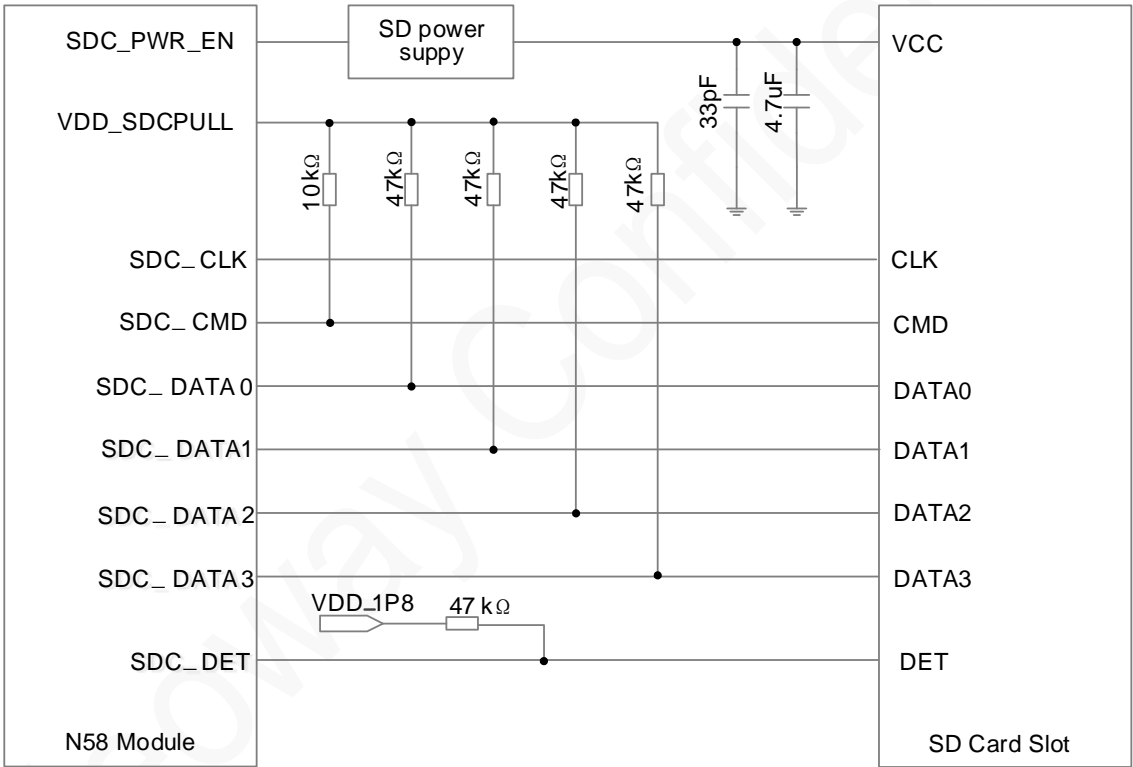 SDC_PWR_EN
SD power
suppy
VCC
33pF
4.7uF
VDD_SDCPULL
10kΩ
47kΩ
47kΩ
47kΩ
47kΩ
SDC_CLK
CLK
SDC_CMD
CMD
SDC_DATA0
DATA0
SDC_DATA1
DATA1
SDC_DATA2
DATA2
SDC_DATA3
DATA3
VDD_1P8
47kΩ
SDC_DET
DET
N58 Module
SD Card Slot